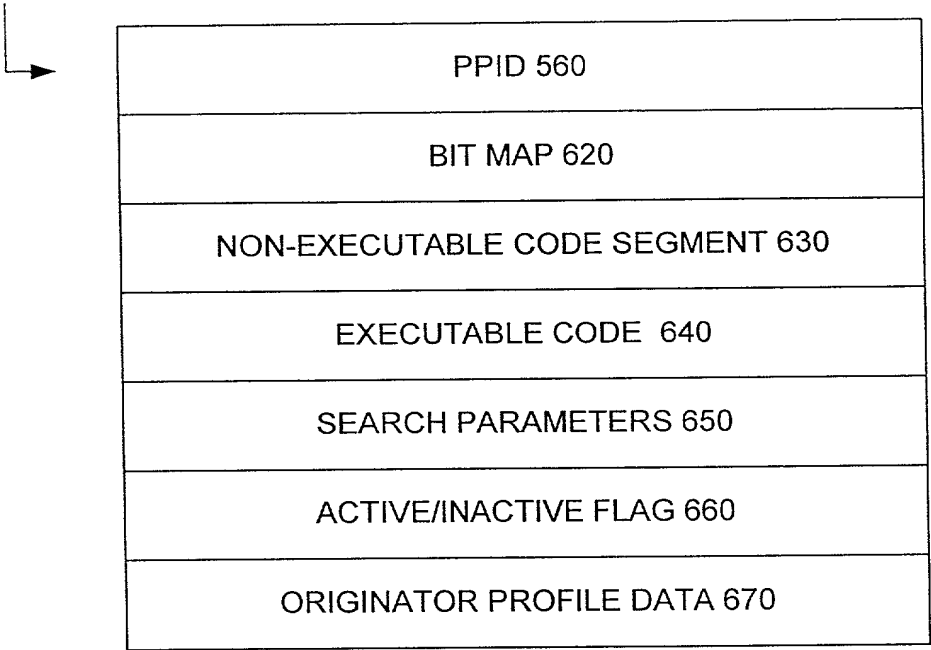 PPID 560
BIT MAP 620
NON-EXECUTABLE CODE SEGMENT 630
EXECUTABLE CODE 640
SEARCH PARAMETERS 650
ACTIVE/INACTIVE FLAG 660
ORIGINATOR PROFILE DATA 670